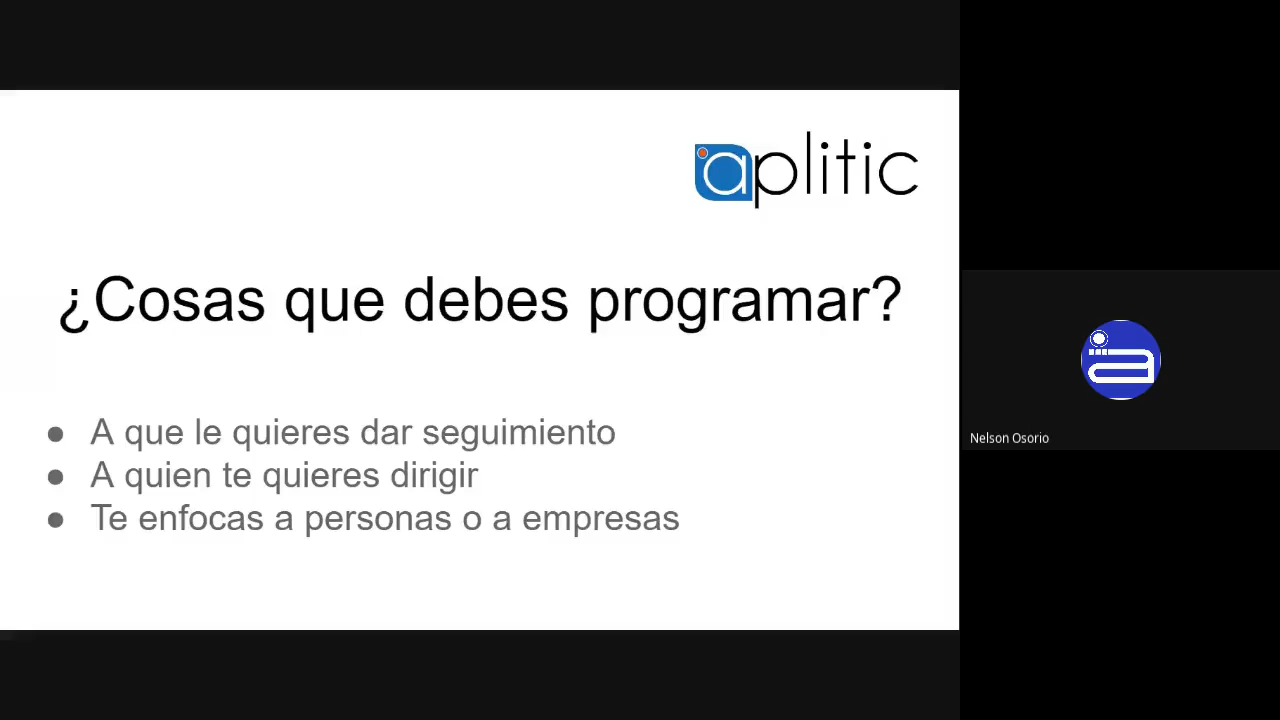 aplitic
¿Cosas que debes programar?
● A que le quieres dar seguimiento
● A quien te quieres dirigir
● Te enfocas a personas o a empresas
Nelson Osorio